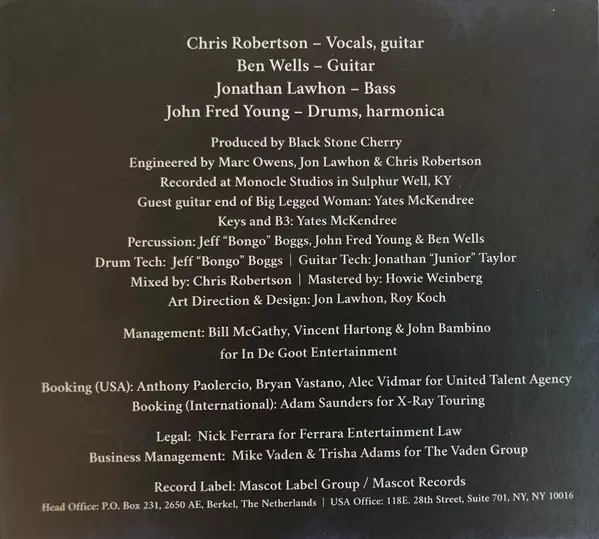 Chris Robertson – Vocals, guitar
Ben Wells – Guitar
Jonathan Lawhon – Bass
John Fred Young – Drums, harmonica
Produced by Black Stone Cherry
Engineered by Marc Owens, Jon Lawhon & Chris Robertson
Recorded at Monocle Studios in Sulphur Well, KY
Guest guitar end of Big Legged Woman: Yates McKendree
Keys and B3: Yates McKendree
Percussion: Jeff “Bongo” Boggs, John Fred Young & Ben Wells
Drum Tech: Jeff “Bongo” Boggs | Guitar Tech: Jonathan “Junior” Taylor
Mixed by: Chris Robertson | Mastered by: Howie Weinberg
Art Direction & Design: Jon Lawhon, Roy Koch
Management: Bill McGathy, Vincent Hartong & John Bambino
for In De Goot Entertainment
Booking (USA): Anthony Paolercio, Bryan Vastano, Alec Vidmar for United Talent Agency
Booking (International): Adam Saunders for X-Ray Touring
Legal: Nick Ferrara for Ferrara Entertainment Law
Business Management: Mike Vaden & Trisha Adams for The Vaden Group
Record Label: Mascot Label Group / Mascot Records
Head Office: P.O. Box 231, 2650 AE, Berkel, The Netherlands | USA Office: 118E. 28th Street, Suite 701, NY, NY 10016